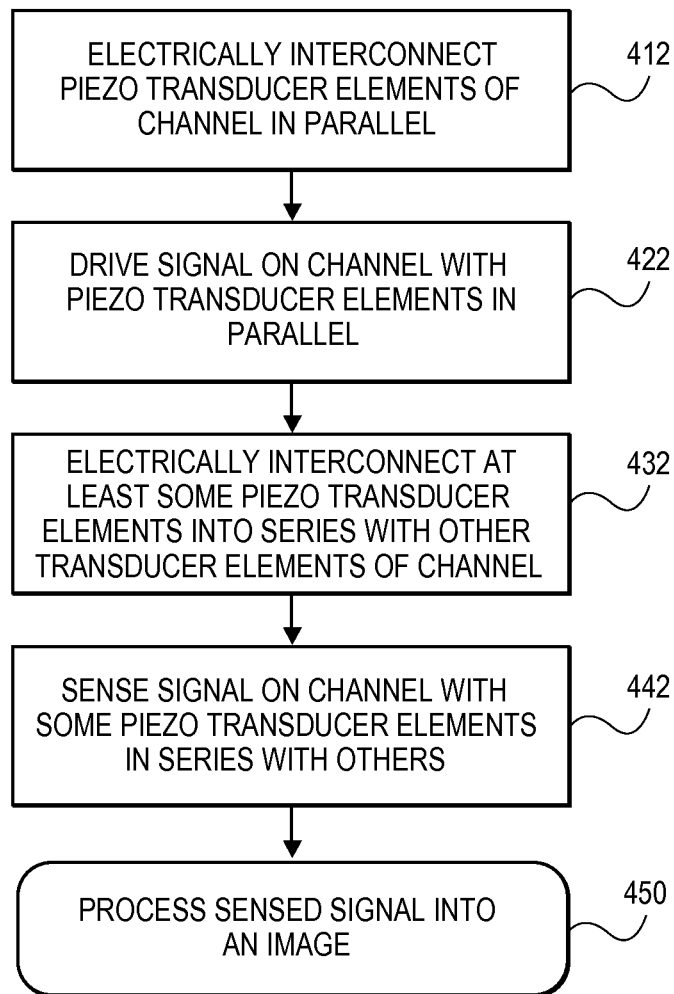 ELECTRICALLY INTERCONNECT
PIEZO TRANSDUCER ELEMENTS OF
CHANNEL IN PARALLEL
412
DRIVE SIGNAL ON CHANNEL WITH
PIEZO TRANSDUCER ELEMENTS IN
PARALLEL
422
ELECTRICALLY INTERCONNECT AT
LEAST SOME PIEZO TRANSDUCER
ELEMENTS INTO SERIES WITH OTHER
TRANSDUCER ELEMENTS OF CHANNEL
432
SENSE SIGNAL ON CHANNEL WITH
SOME PIEZO TRANSDUCER ELEMENTS
IN SERIES WITH OTHERS
442
PROCESS SENSED SIGNAL INTO
AN IMAGE
450